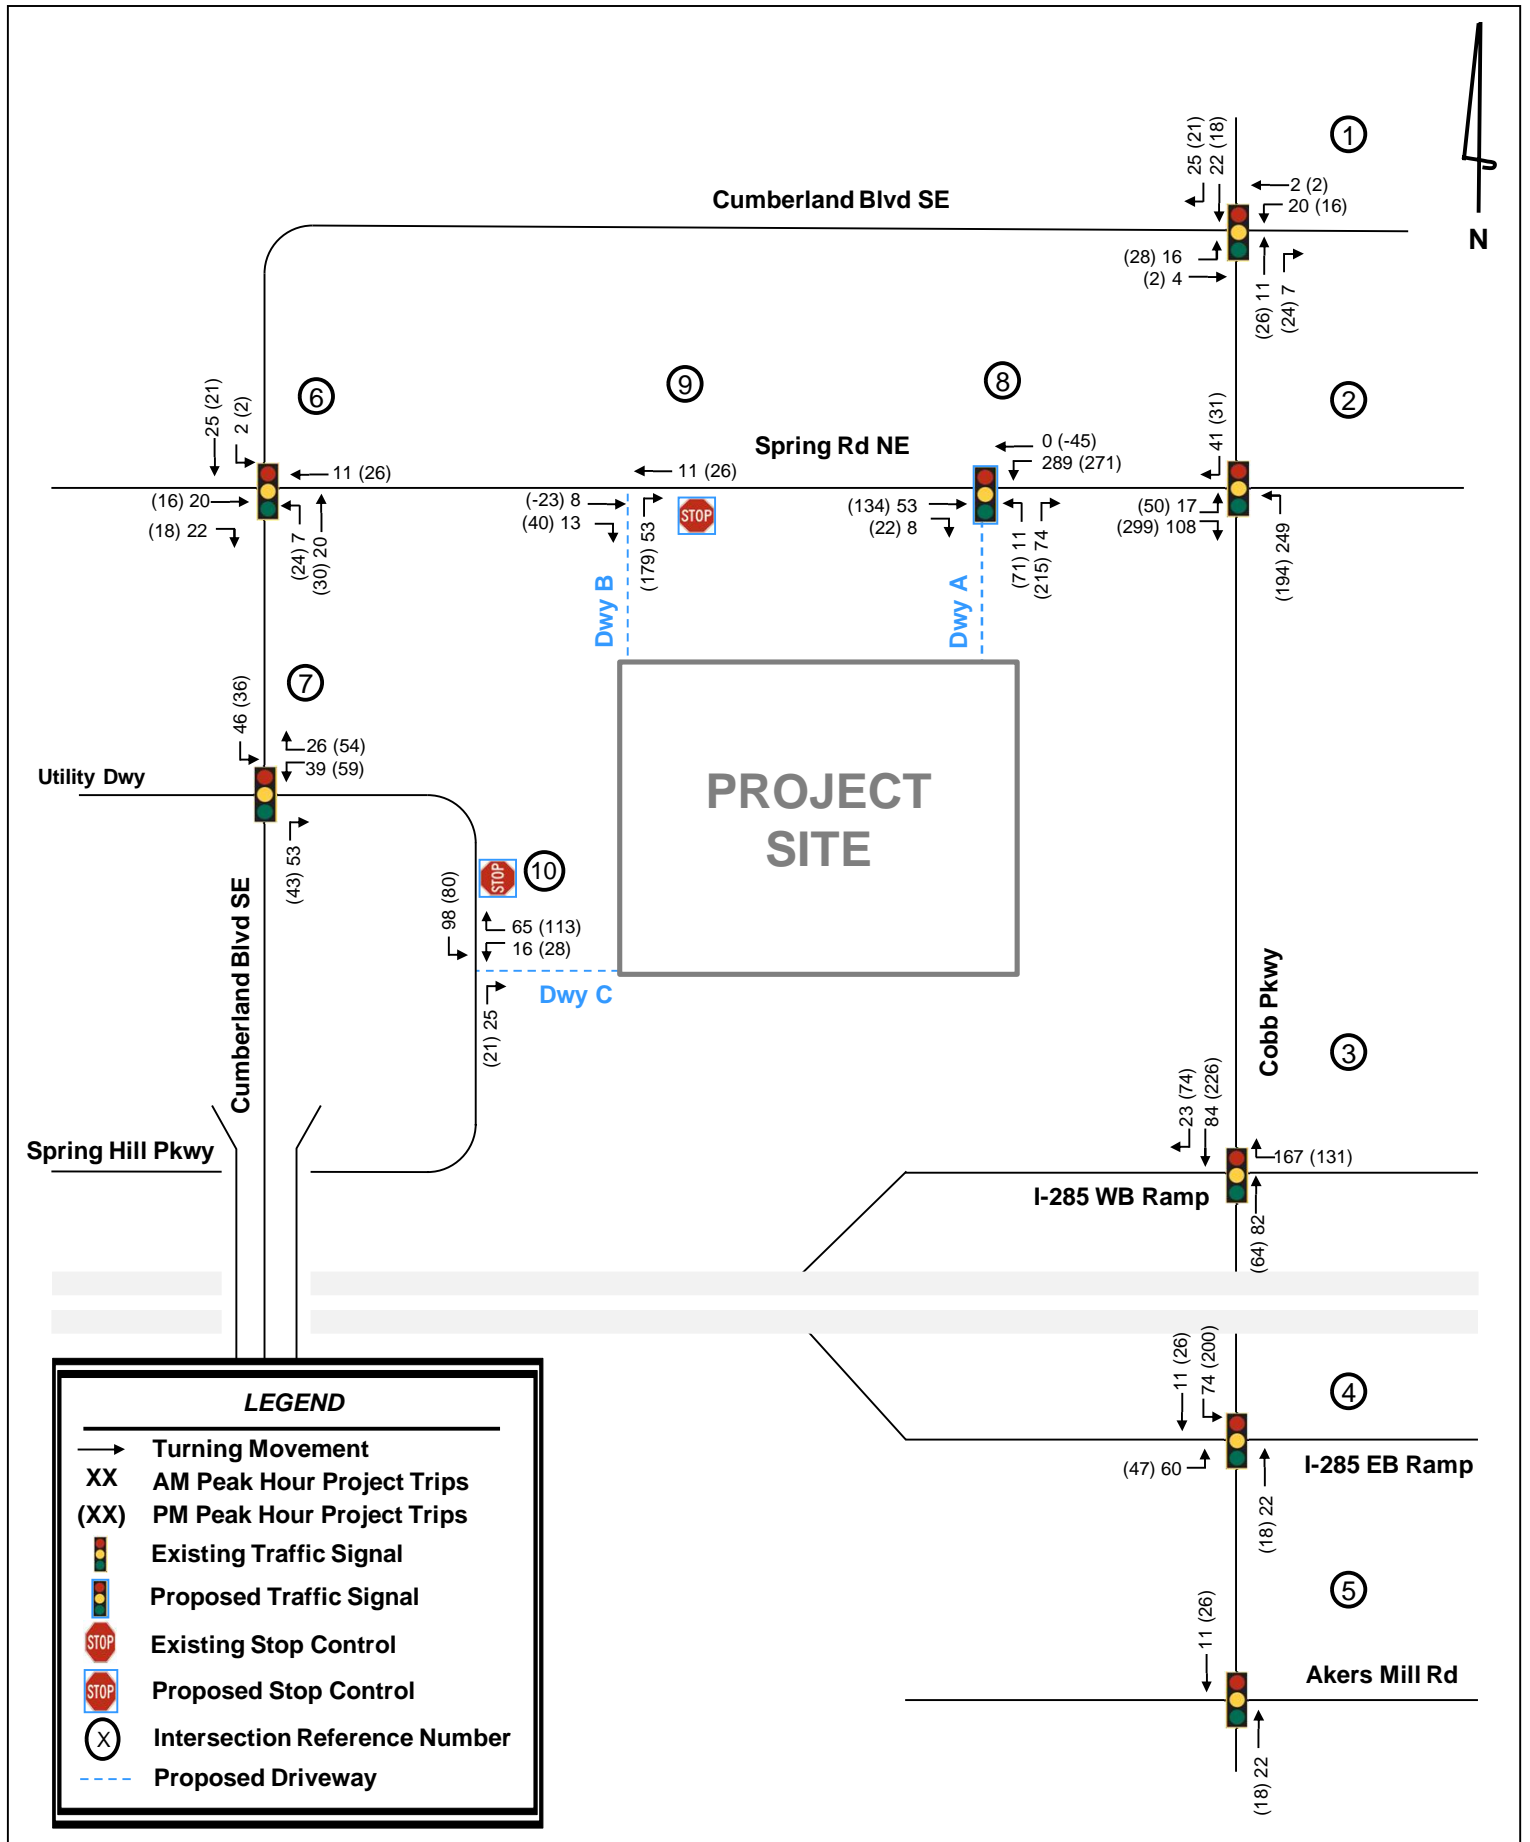 1
25 (21)
22 (18)
2 (2)
20 (16)
Cumberland Blvd SE
N
(28) 16
(2) 4
(26) 11
(24) 7
6
9
8
2
25 (21)
2 (2)
41 (31)
Spring Rd NE
0 (-45)
289 (271)
11 (26)
11 (26)
(16) 20
(18) 22
(24) 7
(30) 20
(-23) 8
(40) 13
(179) 53
STOP
(134) 53
(22) 8
(71) 11
(215) 74
(50) 17
(299) 108
(194) 249
Dwy B
Dwy A
7
46 (36)
26 (54)
39 (59)
Utility Dwy
PROJECT
SITE
(43) 53
STOP
10
98 (80)
65 (113)
16 (28)
Dwy C
(21) 25
Cumberland Blvd SE
Cobb Pkwy
3
23 (74)
84 (226)
Spring Hill Pkwy
167 (131)
I-285 WB Ramp
(64) 82
11 (26)
74 (200)
4
(47) 60
I-285 EB Ramp
(18) 22
5
11 (26)
Akers Mill Rd
(18) 22
LEGEND
Turning Movement
XX AM Peak Hour Project Trips
(XX) PM Peak Hour Project Trips
Existing Traffic Signal
Proposed Traffic Signal
STOP Existing Stop Control
STOP Proposed Stop Control
X Intersection Reference Number
Proposed Driveway